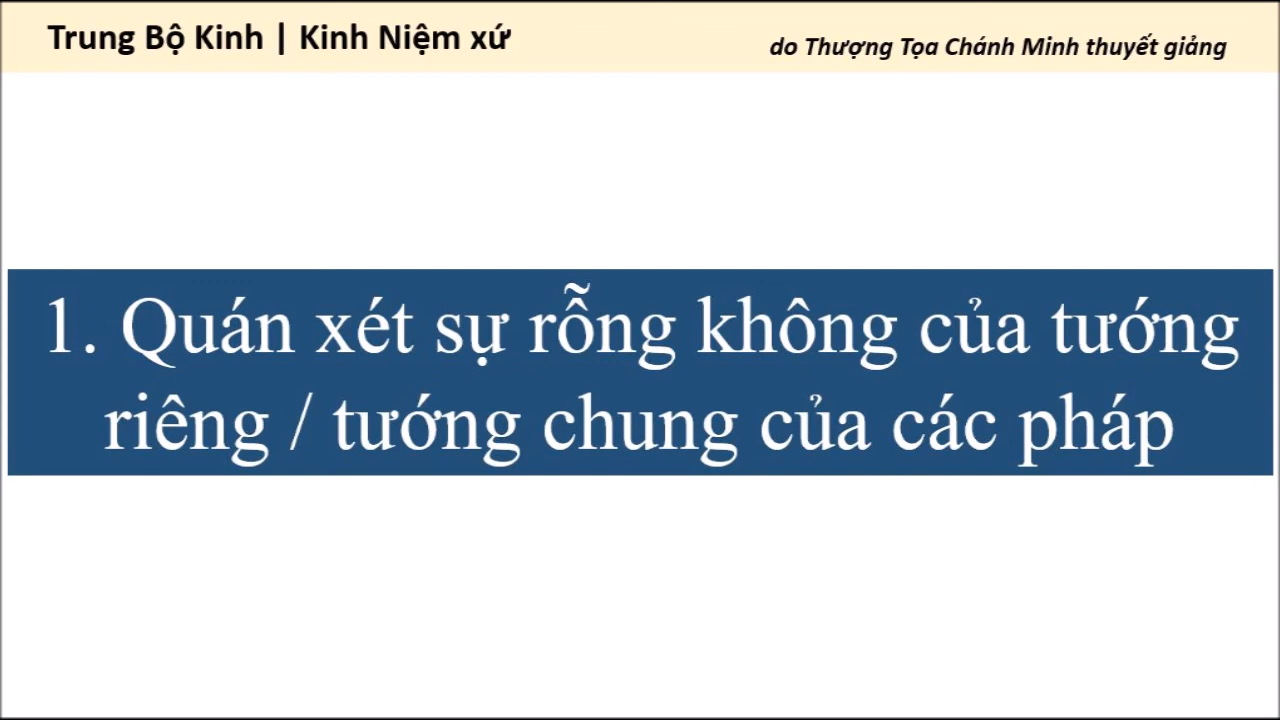 Trung Bộ Kinh | Kinh Niệm xứ
do Thượng Tọa Chánh Minh thuyết giảng
1. Quán xét sự rỗng không của tướng
riêng / tướng chung của các pháp